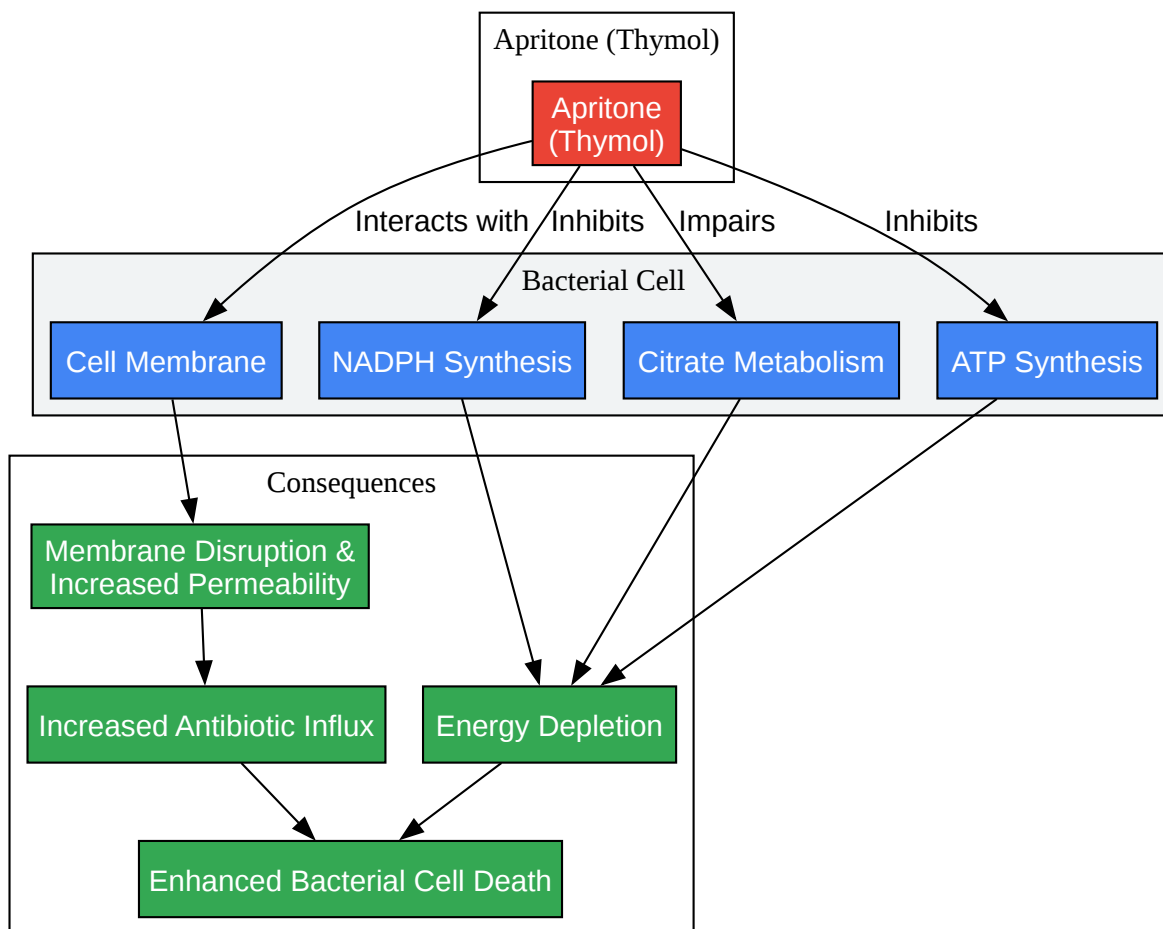 Apritone (Thymol)
Apritone
(Thymol)
Interacts with
Inhibits
Impairs
Inhibits
Bacterial Cell
Cell Membrane
NADPH Synthesis
Citrate Metabolism
ATP Synthesis
Consequences
Membrane Disruption &
Increased Permeability
Increased Antibiotic Influx
Energy Depletion
Enhanced Bacterial Cell Death